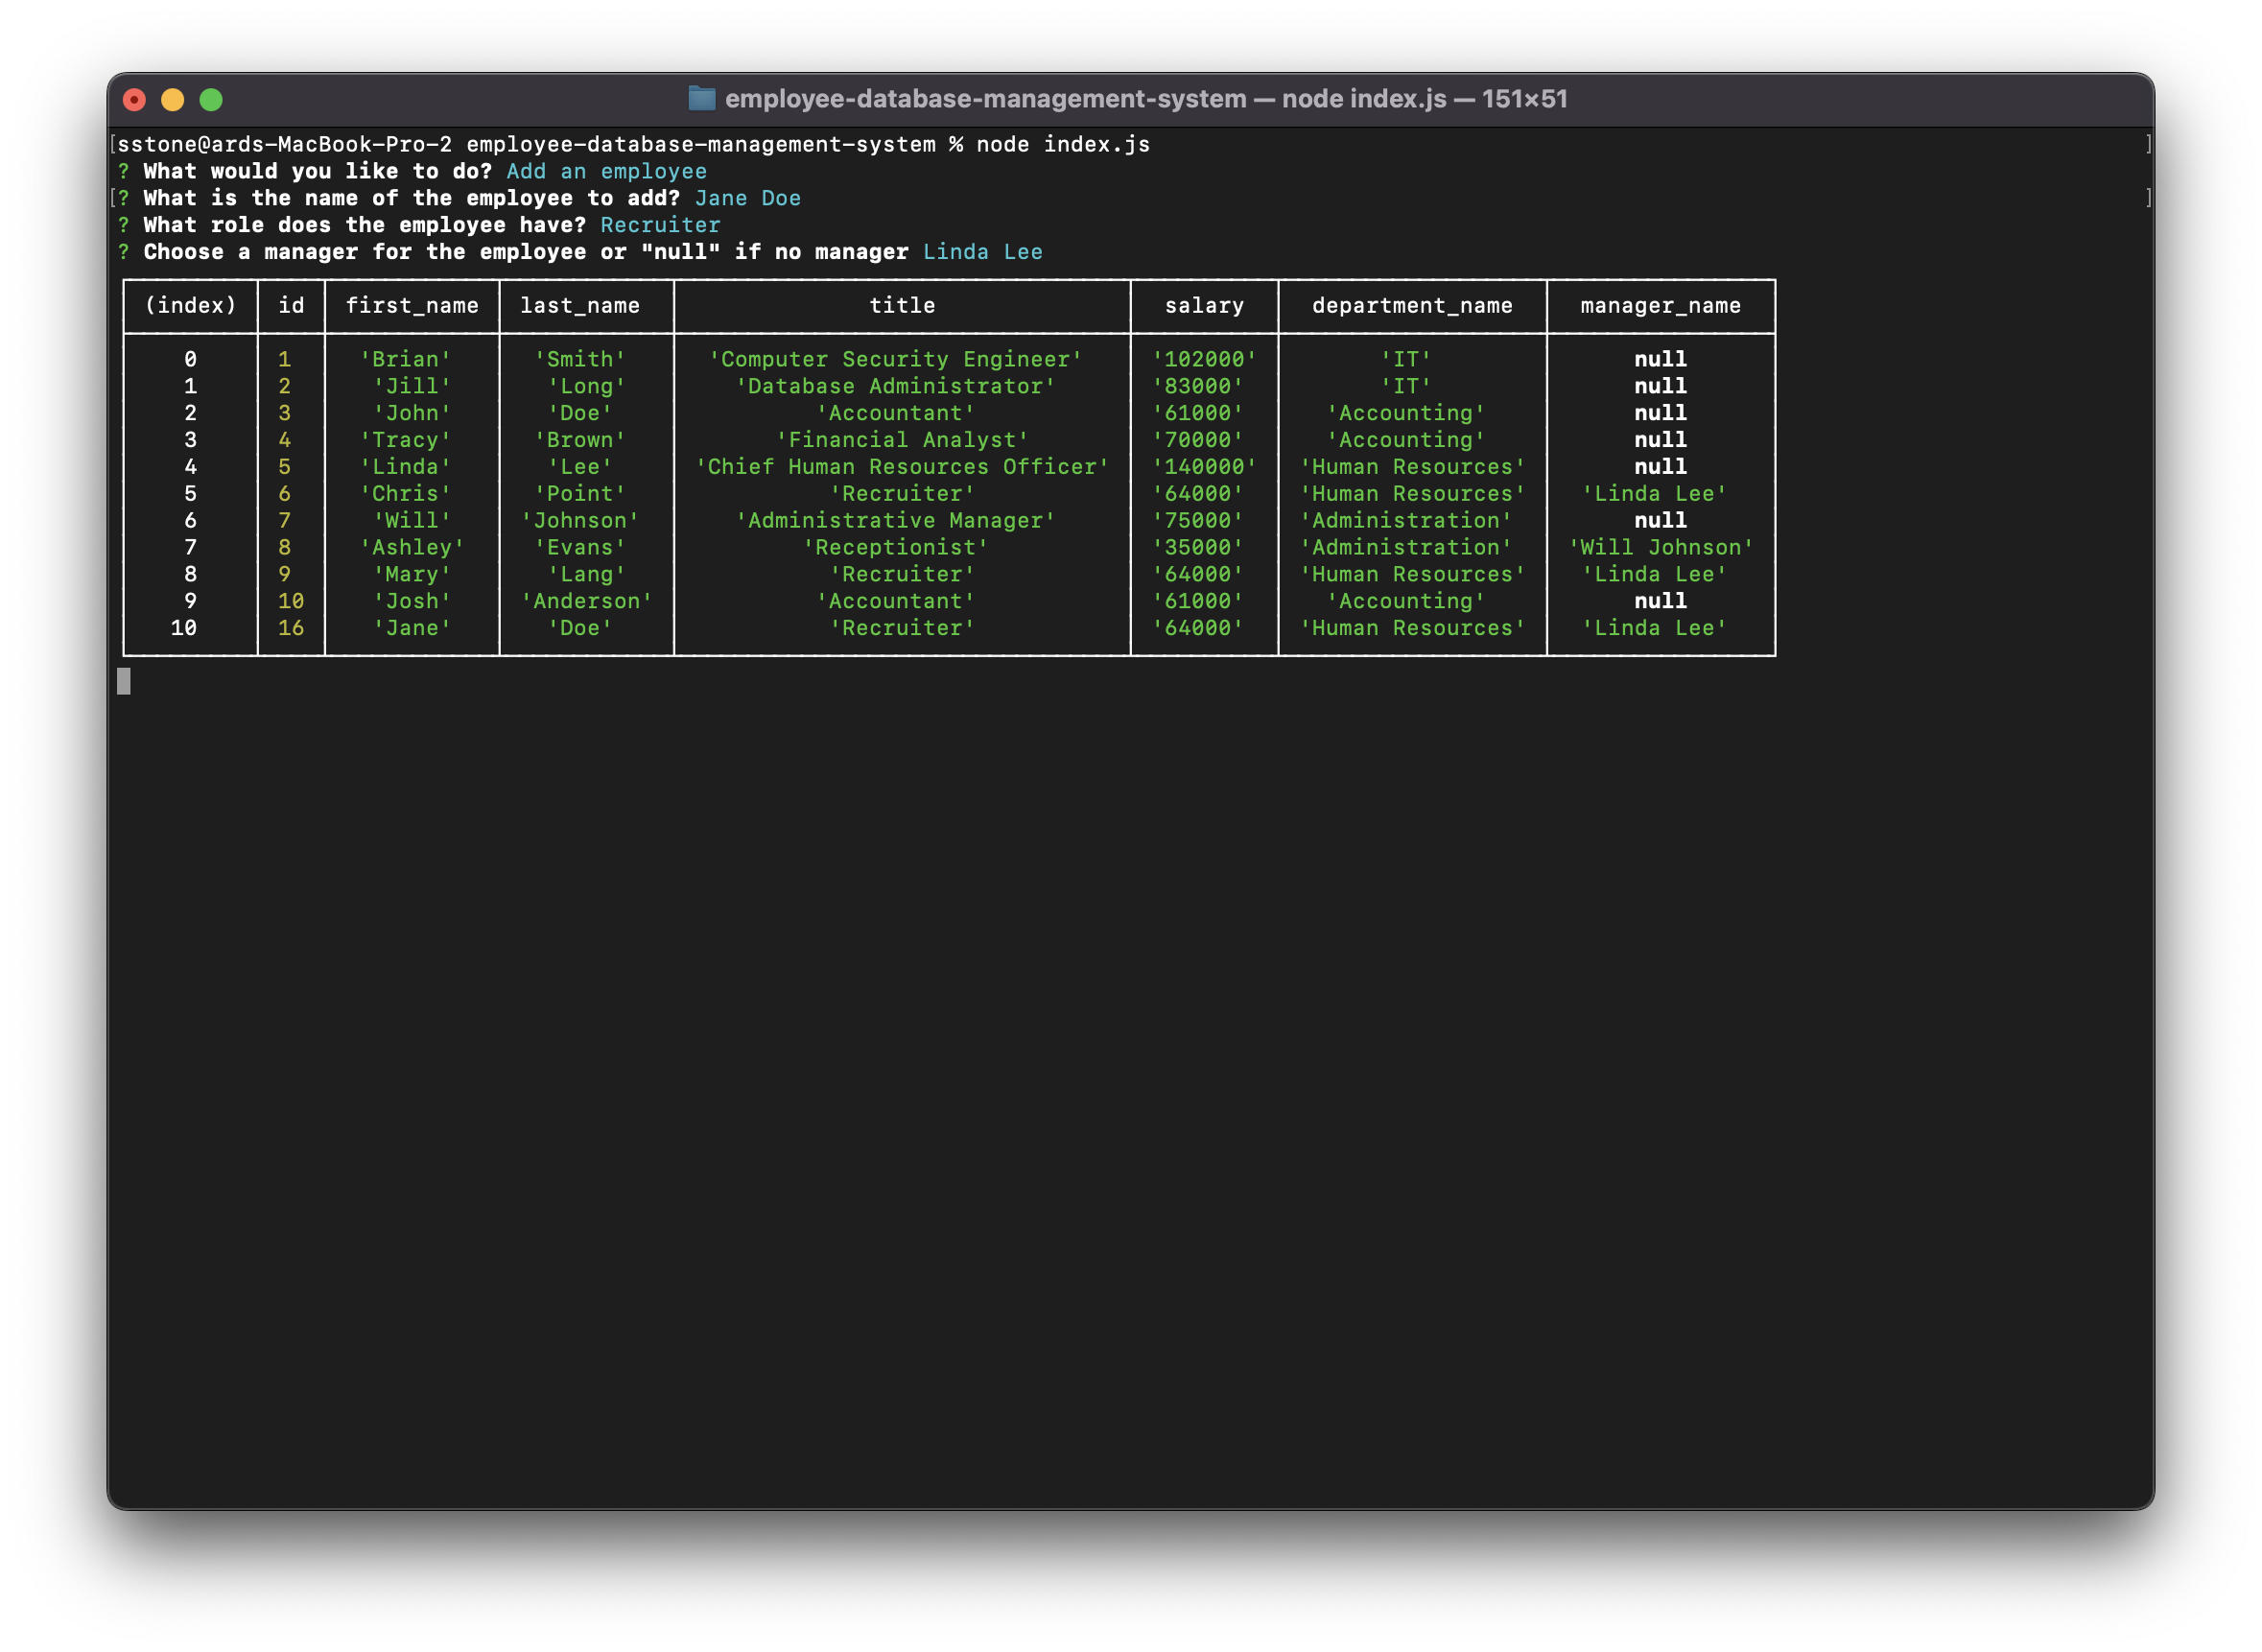 employee-database-management-system — node index.js — 151×51
[sstone@ards-MacBook-Pro-2 employee-database-management-system % node index.js ]
? What would you like to do? Add an employee
[? What is the name of the employee to add? Jane Doe ]
? What role does the employee have? Recruiter
? Choose a manager for the employee or "null" if no manager Linda Lee
(index) id first_name last_name title salary department_name manager_name
0 1 'Brian' 'Smith' 'Computer Security Engineer' '102000' 'IT' null
1 2 'Jill' 'Long' 'Database Administrator' '83000' 'IT' null
2 3 'John' 'Doe' 'Accountant' '61000' 'Accounting' null
3 4 'Tracy' 'Brown' 'Financial Analyst' '70000' 'Accounting' null
4 5 'Linda' 'Lee' 'Chief Human Resources Officer' '140000' 'Human Resources' null
5 6 'Chris' 'Point' 'Recruiter' '64000' 'Human Resources' 'Linda Lee'
6 7 'Will' 'Johnson' 'Administrative Manager' '75000' 'Administration' null
7 8 'Ashley' 'Evans' 'Receptionist' '35000' 'Administration' 'Will Johnson'
8 9 'Mary' 'Lang' 'Recruiter' '64000' 'Human Resources' 'Linda Lee'
9 10 'Josh' 'Anderson' 'Accountant' '61000' 'Accounting' null
10 16 'Jane' 'Doe' 'Recruiter' '64000' 'Human Resources' 'Linda Lee'